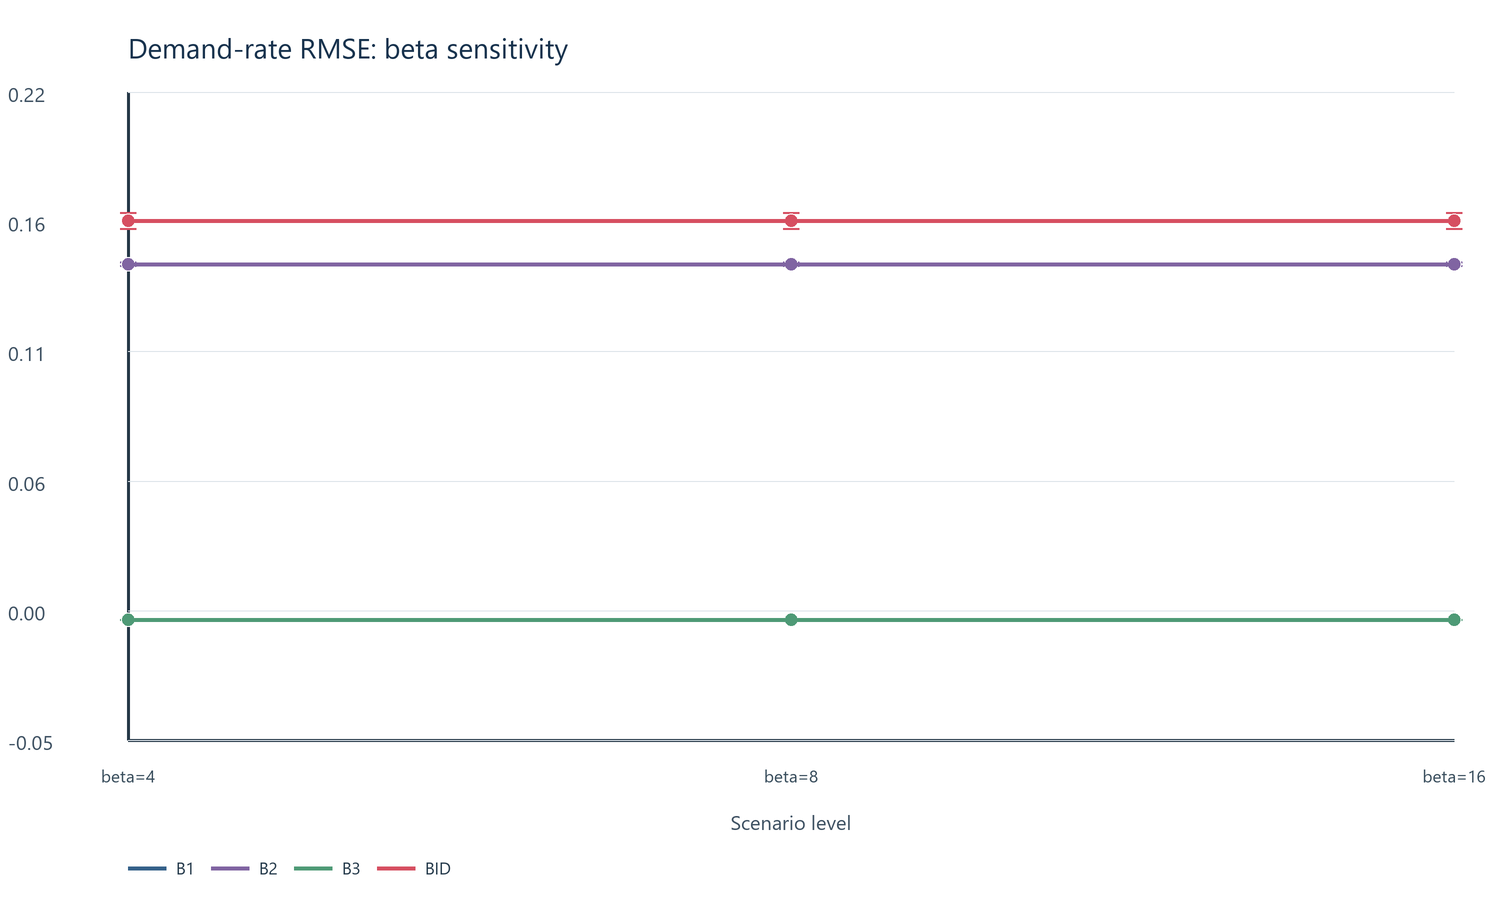 Demand-rate RMSE: beta sensitivity
0.22
0.16
0.11
0.06
0.00
-0.05
beta=4 beta=8 beta=16
Scenario level
B1 B2 B3 BID